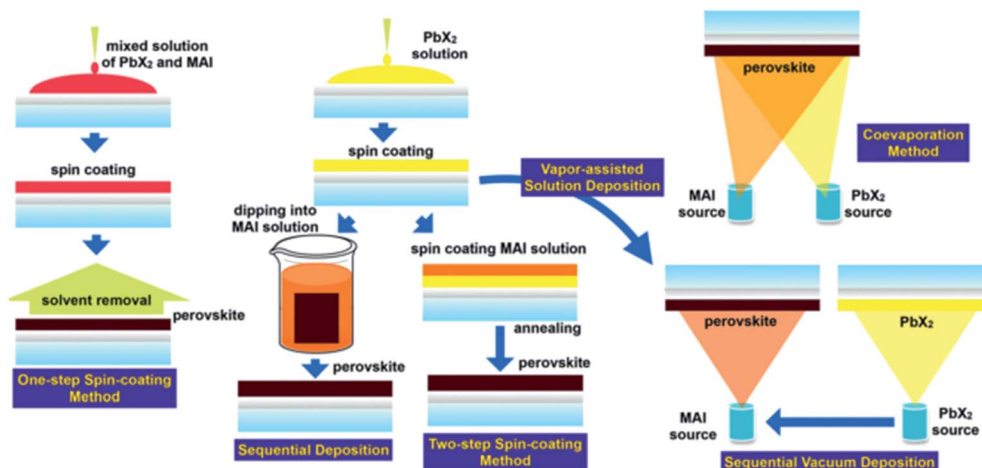 mixed solution
of PbX₂ and MAI
spin coating
solvent removal
perovskite
One-step Spin-coating
Method
PbX₂
solution
spin coating
dipping into
MAI solution
perovskite
Sequential Deposition
spin coating MAI solution
annealing
perovskite
Two-step Spin-coating
Method
Vapor-assisted
Solution Deposition
perovskite
Coevaporation
Method
MAI
source
PbX₂
source
perovskite
PbX₂
MAI
source
PbX₂
source
Sequential Vacuum Deposition